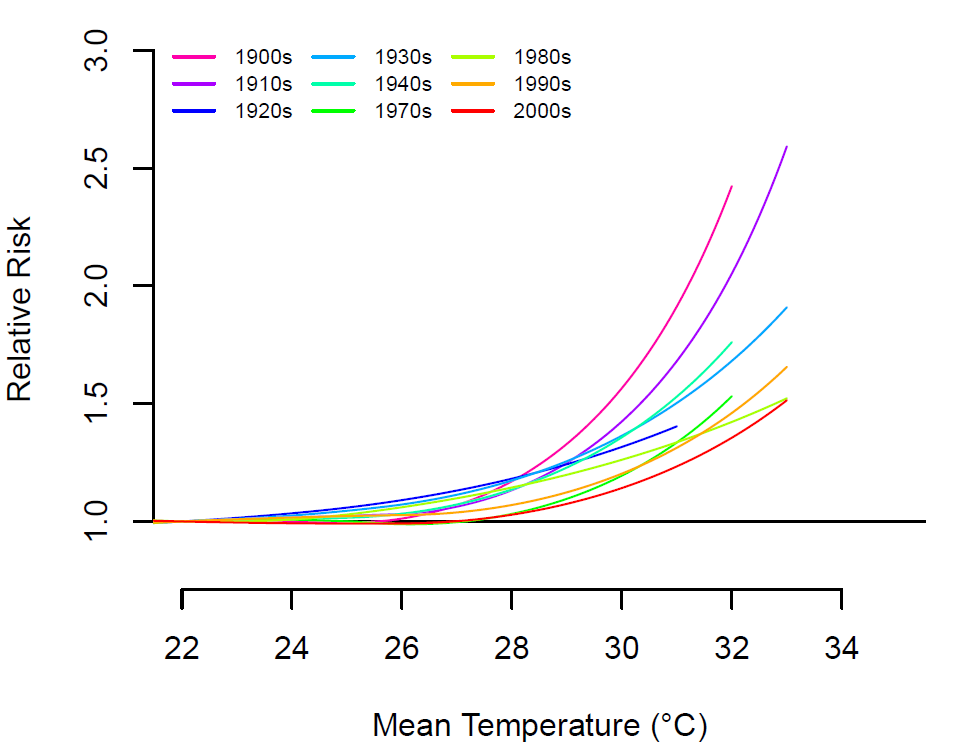 3.0
2.5
2.0
1.5
1.0
Relative Risk
1900s 1930s 1980s
1910s 1940s 1990s
1920s 1970s 2000s
22 24 26 28 30 32 34
Mean Temperature (°C)